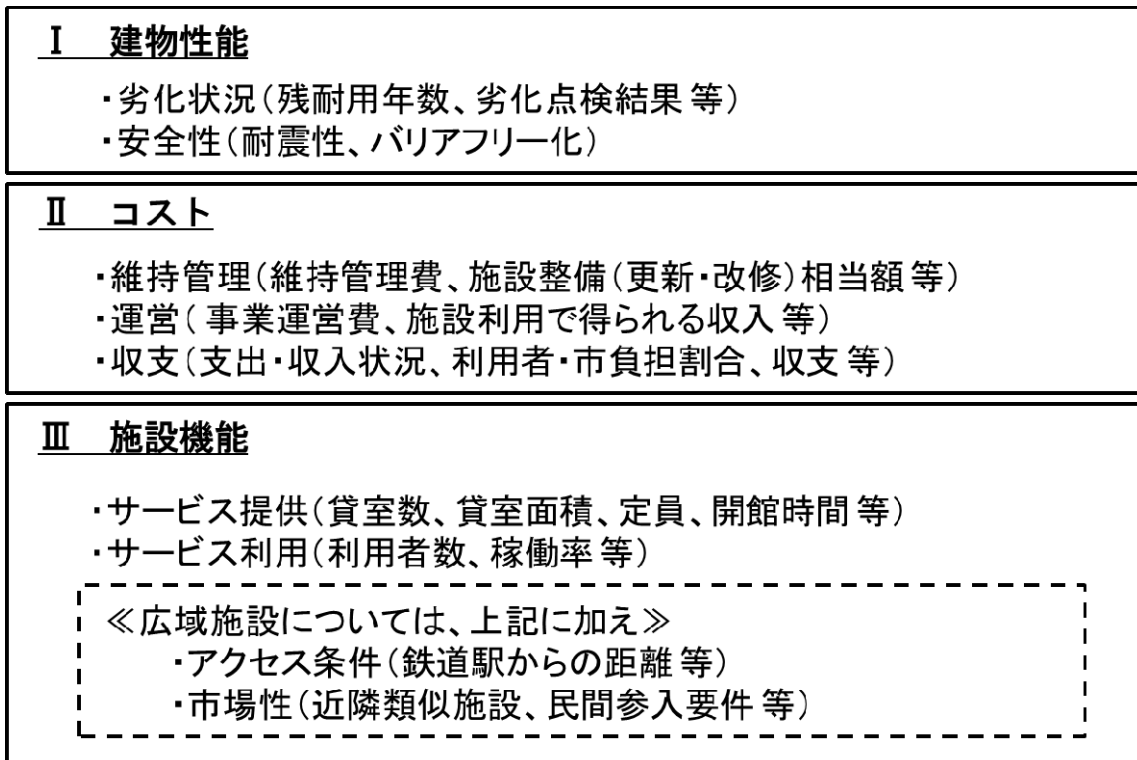 Ⅰ 建物性能
・劣化状況(残耐用年数、劣化点検結果 等)
・安全性(耐震性、バリアフリー化)
Ⅱ コスト
・維持管理(維持管理費、施設整備(更新・改修)相当額 等)
・運営( 事業運営費、施設利用で得られる収入 等)
・収支(支出・収入状況、利用者・市負担割合、収支 等)
Ⅲ 施設機能
・サービス提供(貸室数、貸室面積、定員、開館時間 等)
・サービス利用(利用者数、稼働率 等)
≪広域施設については、上記に加え≫
・アクセス条件(鉄道駅からの距離 等)
・市場性(近隣類似施設、民間参入要件 等)